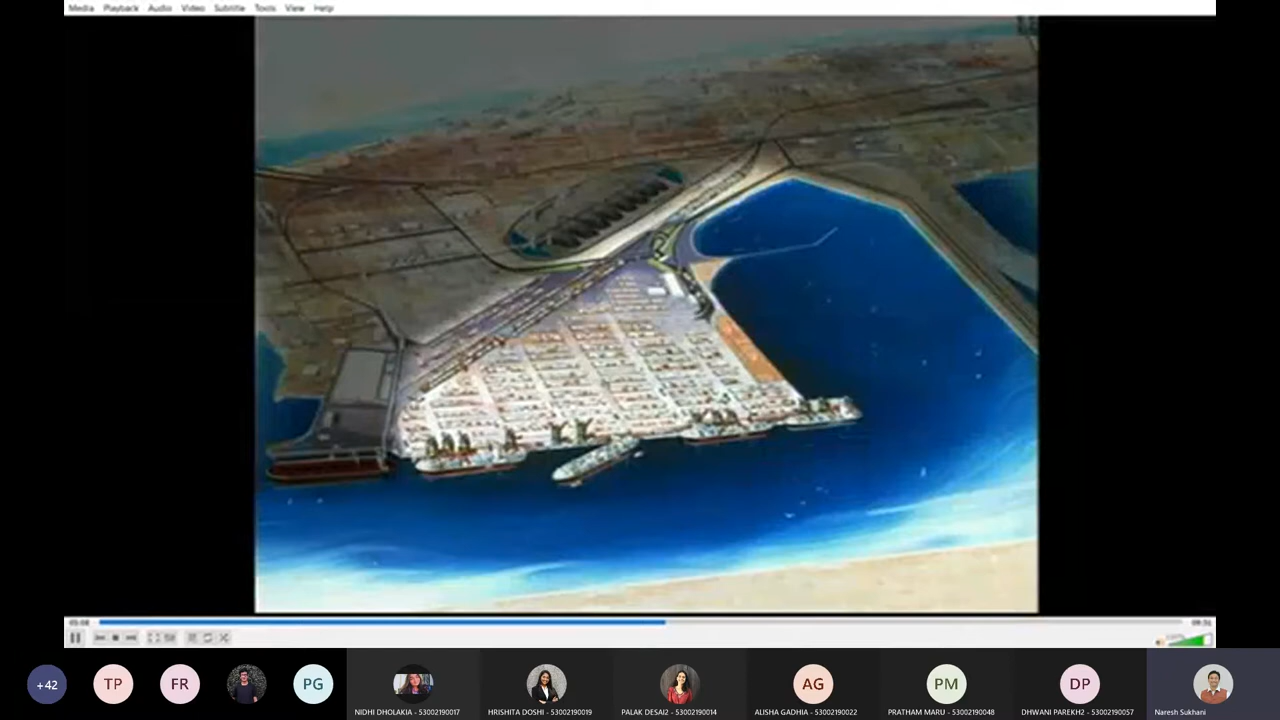 Media Playback Audio Video Subtitle Tools View Help
+42 TP FR PG AG PM DP
NIDHI DHOLAKIA - 53002190017 HRISHITA DOSHI - 53002190019 PALAK DESAI2 - 53002190014 ALISHA GADHIA - 53002190022 PRATHAM MARU - 53002190048 DHWANI PAREKH2 - 53002190057 Naresh Sukhani